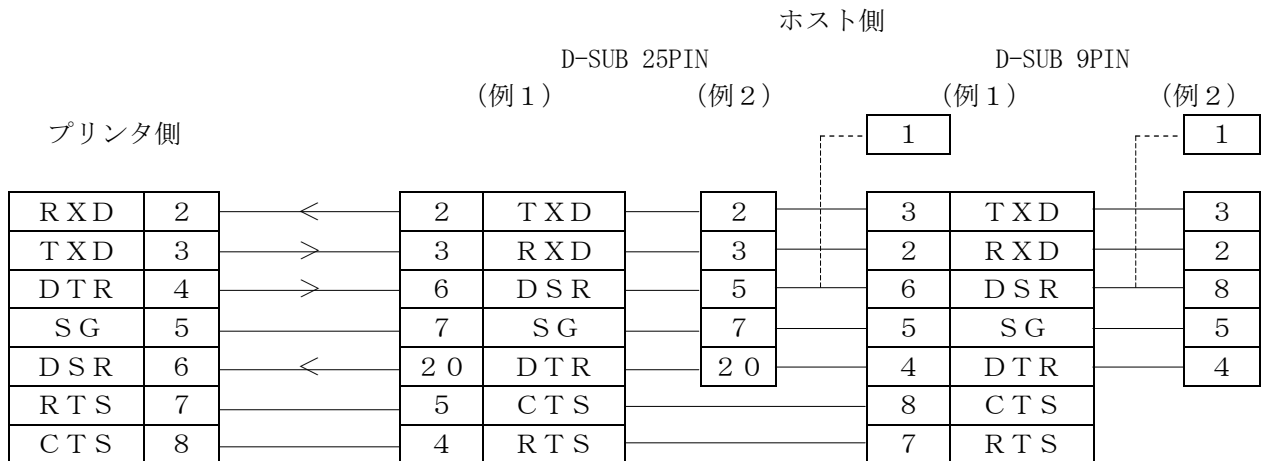 ホスト側
D-SUB 25PIN D-SUB 9PIN
(例１) (例２) (例１) (例２)
プリンタ側 1 1
ＲＸＤ 2 2 ＴＸＤ 2 3 ＴＸＤ 3
ＴＸＤ 3 3 ＲＸＤ 3 2 ＲＸＤ 2
ＤＴＲ 4 6 ＤＳＲ 5 6 ＤＳＲ 8
ＳＧ 5 7 ＳＧ 7 5 ＳＧ 5
ＤＳＲ 6 ２０ ＤＴＲ ２０ 4 ＤＴＲ 4
ＲＴＳ 7 5 ＣＴＳ 8 ＣＴＳ
ＣＴＳ 8 4 ＲＴＳ 7 ＲＴＳ